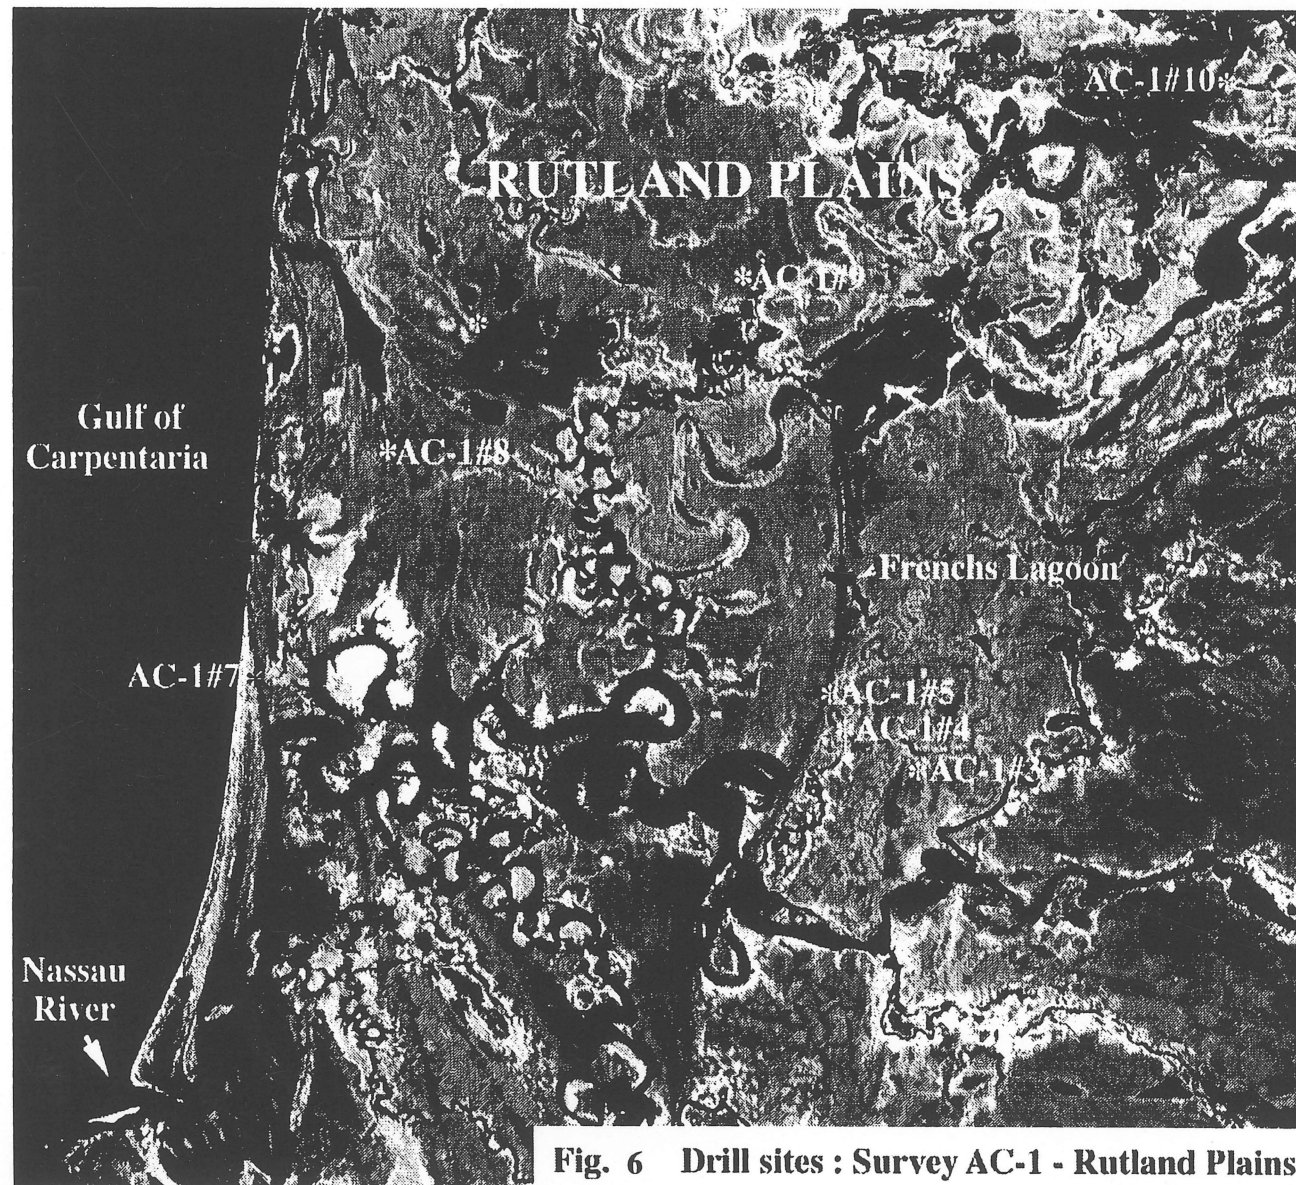 AC-1#10*
RUTLAND PLAINS
*AC-1#9
*
Gulf of
Carpentaria
*AC-1#8
Frenchs Lagoon
AC-1#7*
*AC-1#5
*AC-1#4
*AC-1#3
Nassau
River
Fig. 6 Drill sites : Survey AC-1 - Rutland Plains